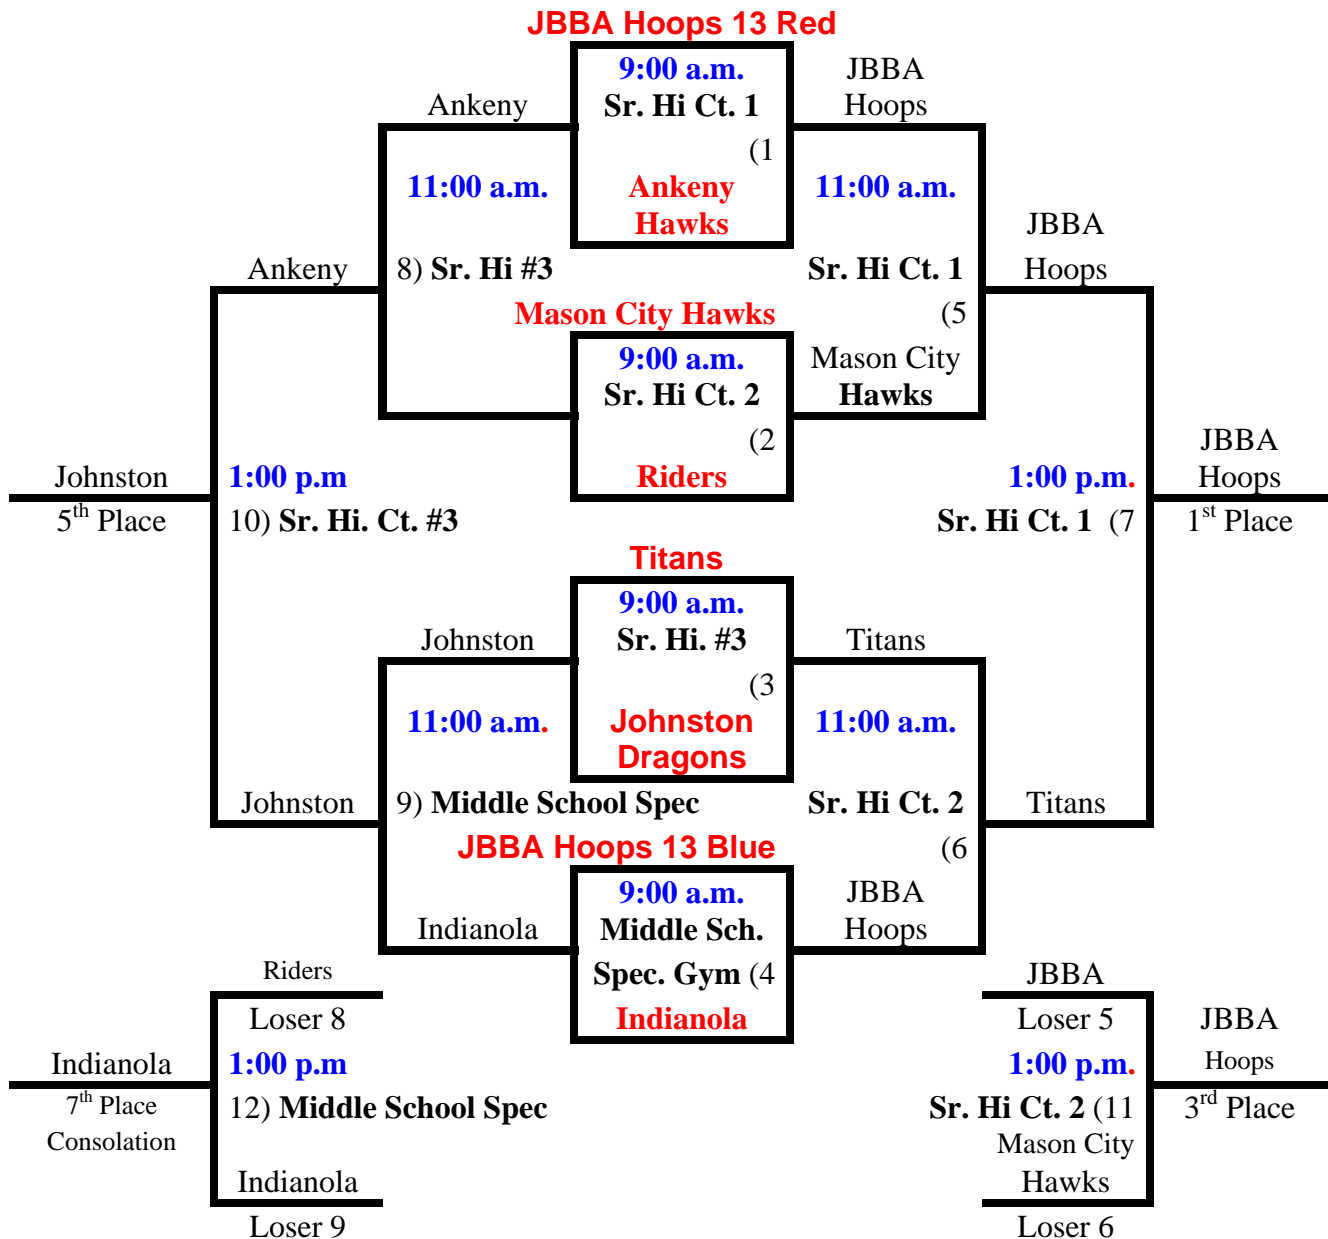 JBBA Hoops 13 Red
9:00 a.m.
Sr. Hi Ct. 1
(1
Ankeny
Hawks
Ankeny
JBBA
Hoops
11:00 a.m.
8) Sr. Hi #3
11:00 a.m.
Sr. Hi Ct. 1
(5
Ankeny
JBBA
Hoops
Mason City Hawks
9:00 a.m.
Sr. Hi Ct. 2
(2
Riders
Mason City
Hawks
Johnston
5th Place
1:00 p.m
10) Sr. Hi. Ct. #3
1:00 p.m.
Sr. Hi Ct. 1 (7
JBBA
Hoops
1st Place
Titans
9:00 a.m.
Sr. Hi. #3
(3
Johnston
Dragons
Johnston
Titans
11:00 a.m.
9) Middle School Spec
11:00 a.m.
Sr. Hi Ct. 2
(6
Johnston
Titans
JBBA Hoops 13 Blue
9:00 a.m.
Middle Sch.
Spec. Gym (4
Indianola
Indianola
JBBA
Hoops
Riders
Loser 8
Indianola
7th Place
Consolation
1:00 p.m
12) Middle School Spec
Indianola
Loser 9
JBBA
Loser 5
1:00 p.m.
Sr. Hi Ct. 2 (11
Mason City
Hawks
Loser 6
JBBA
Hoops
3rd Place